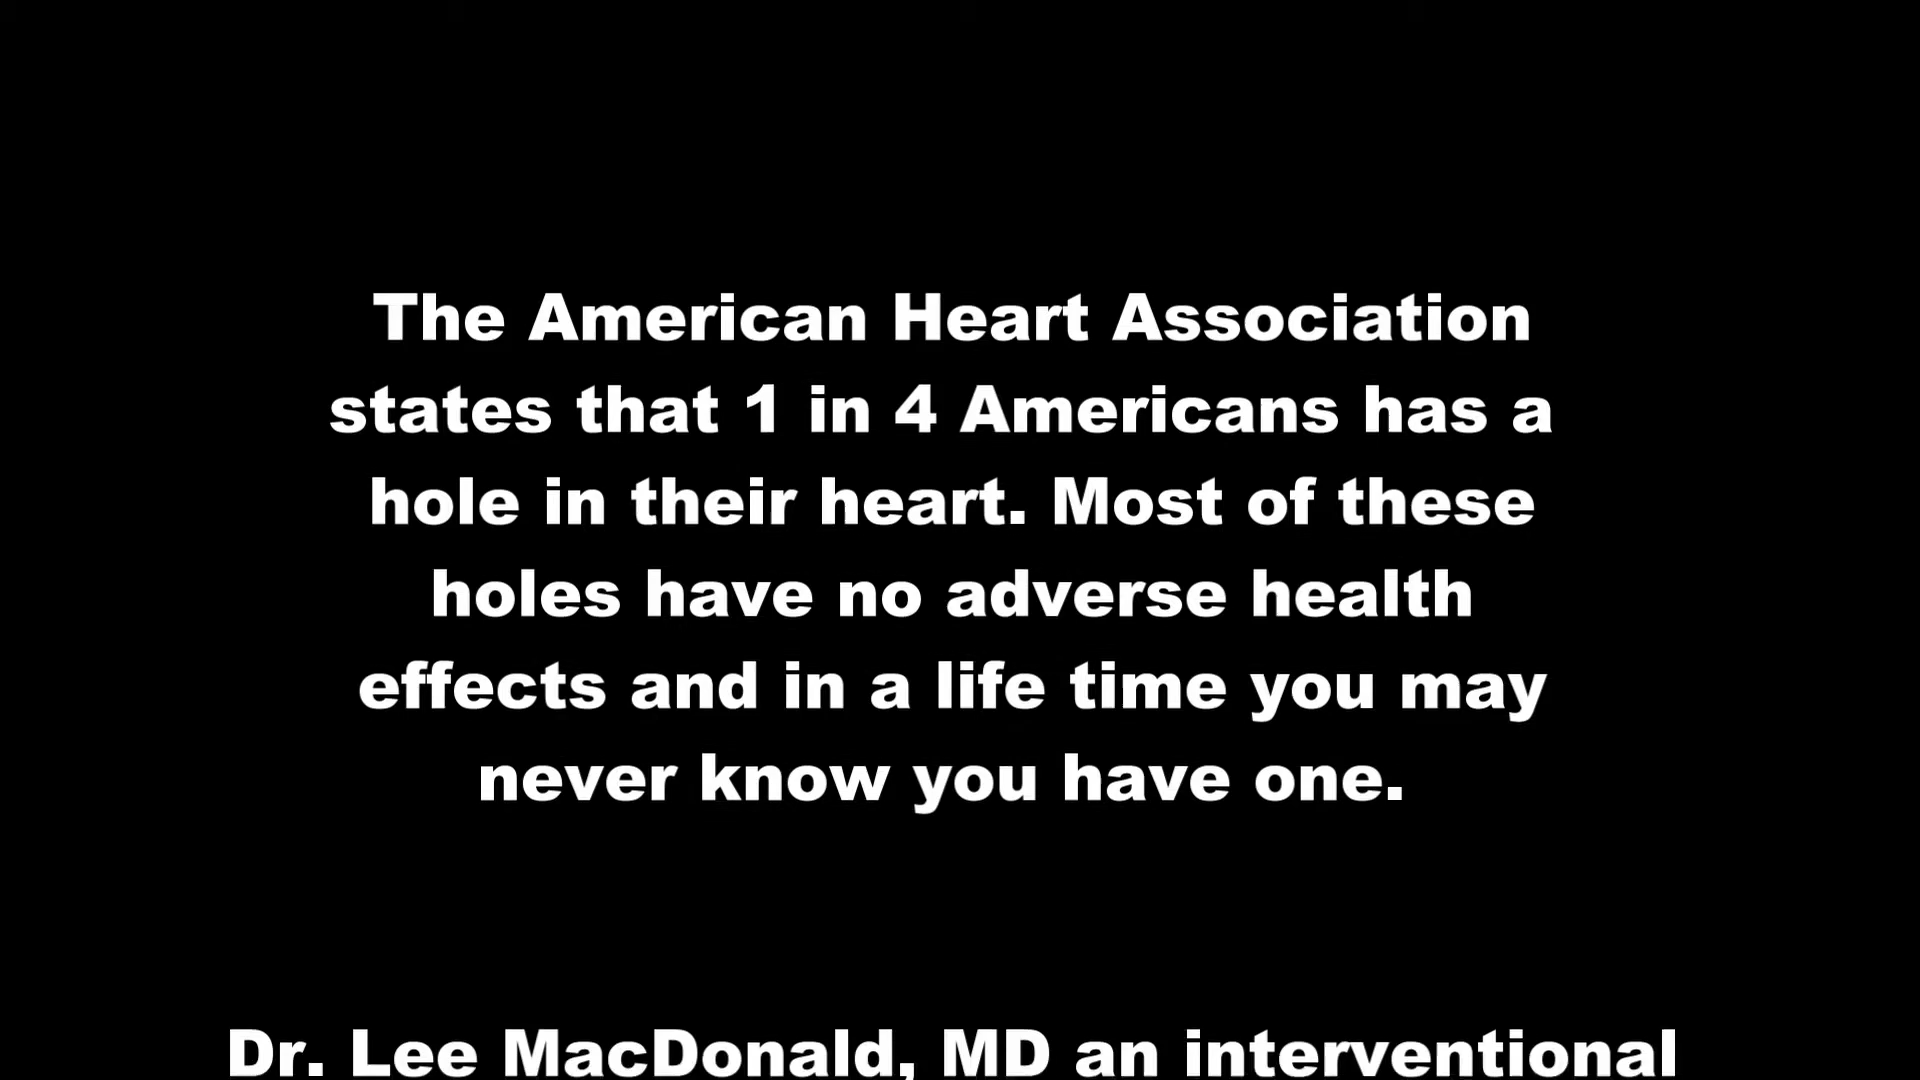 The American Heart Association
states that 1 in 4 Americans has a
hole in their heart. Most of these
holes have no adverse health
effects and in a life time you may
never know you have one.
Dr. Lee MacDonald, MD an interventional